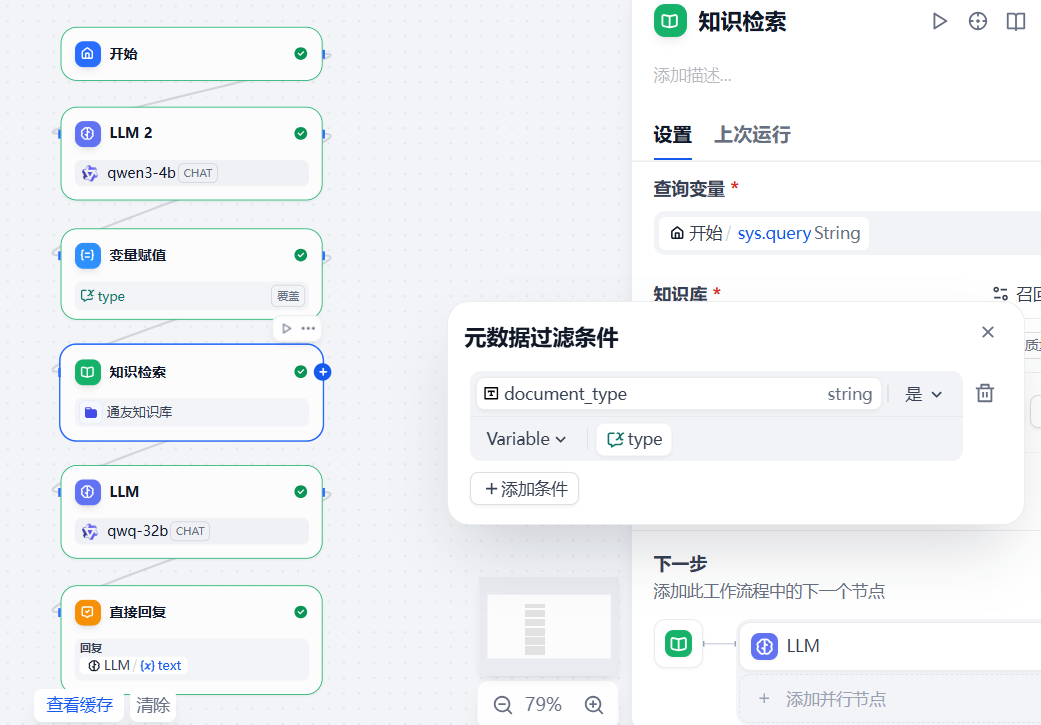 开始
LLM 2
qwen3-4b CHAT
变量赋值
type 覆盖
知识检索
通友知识库
LLM
qwq-32b CHAT
直接回复
回复
LLM / {x} text
查看缓存 清除
知识检索
添加描述...
设置 上次运行
查询变量 *
开始 / sys.query String
知识库 *
元数据过滤条件
document_type string 是
Variable type
+ 添加条件
下一步
添加此工作流程中的下一个节点
LLM
+ 添加并行节点
79%